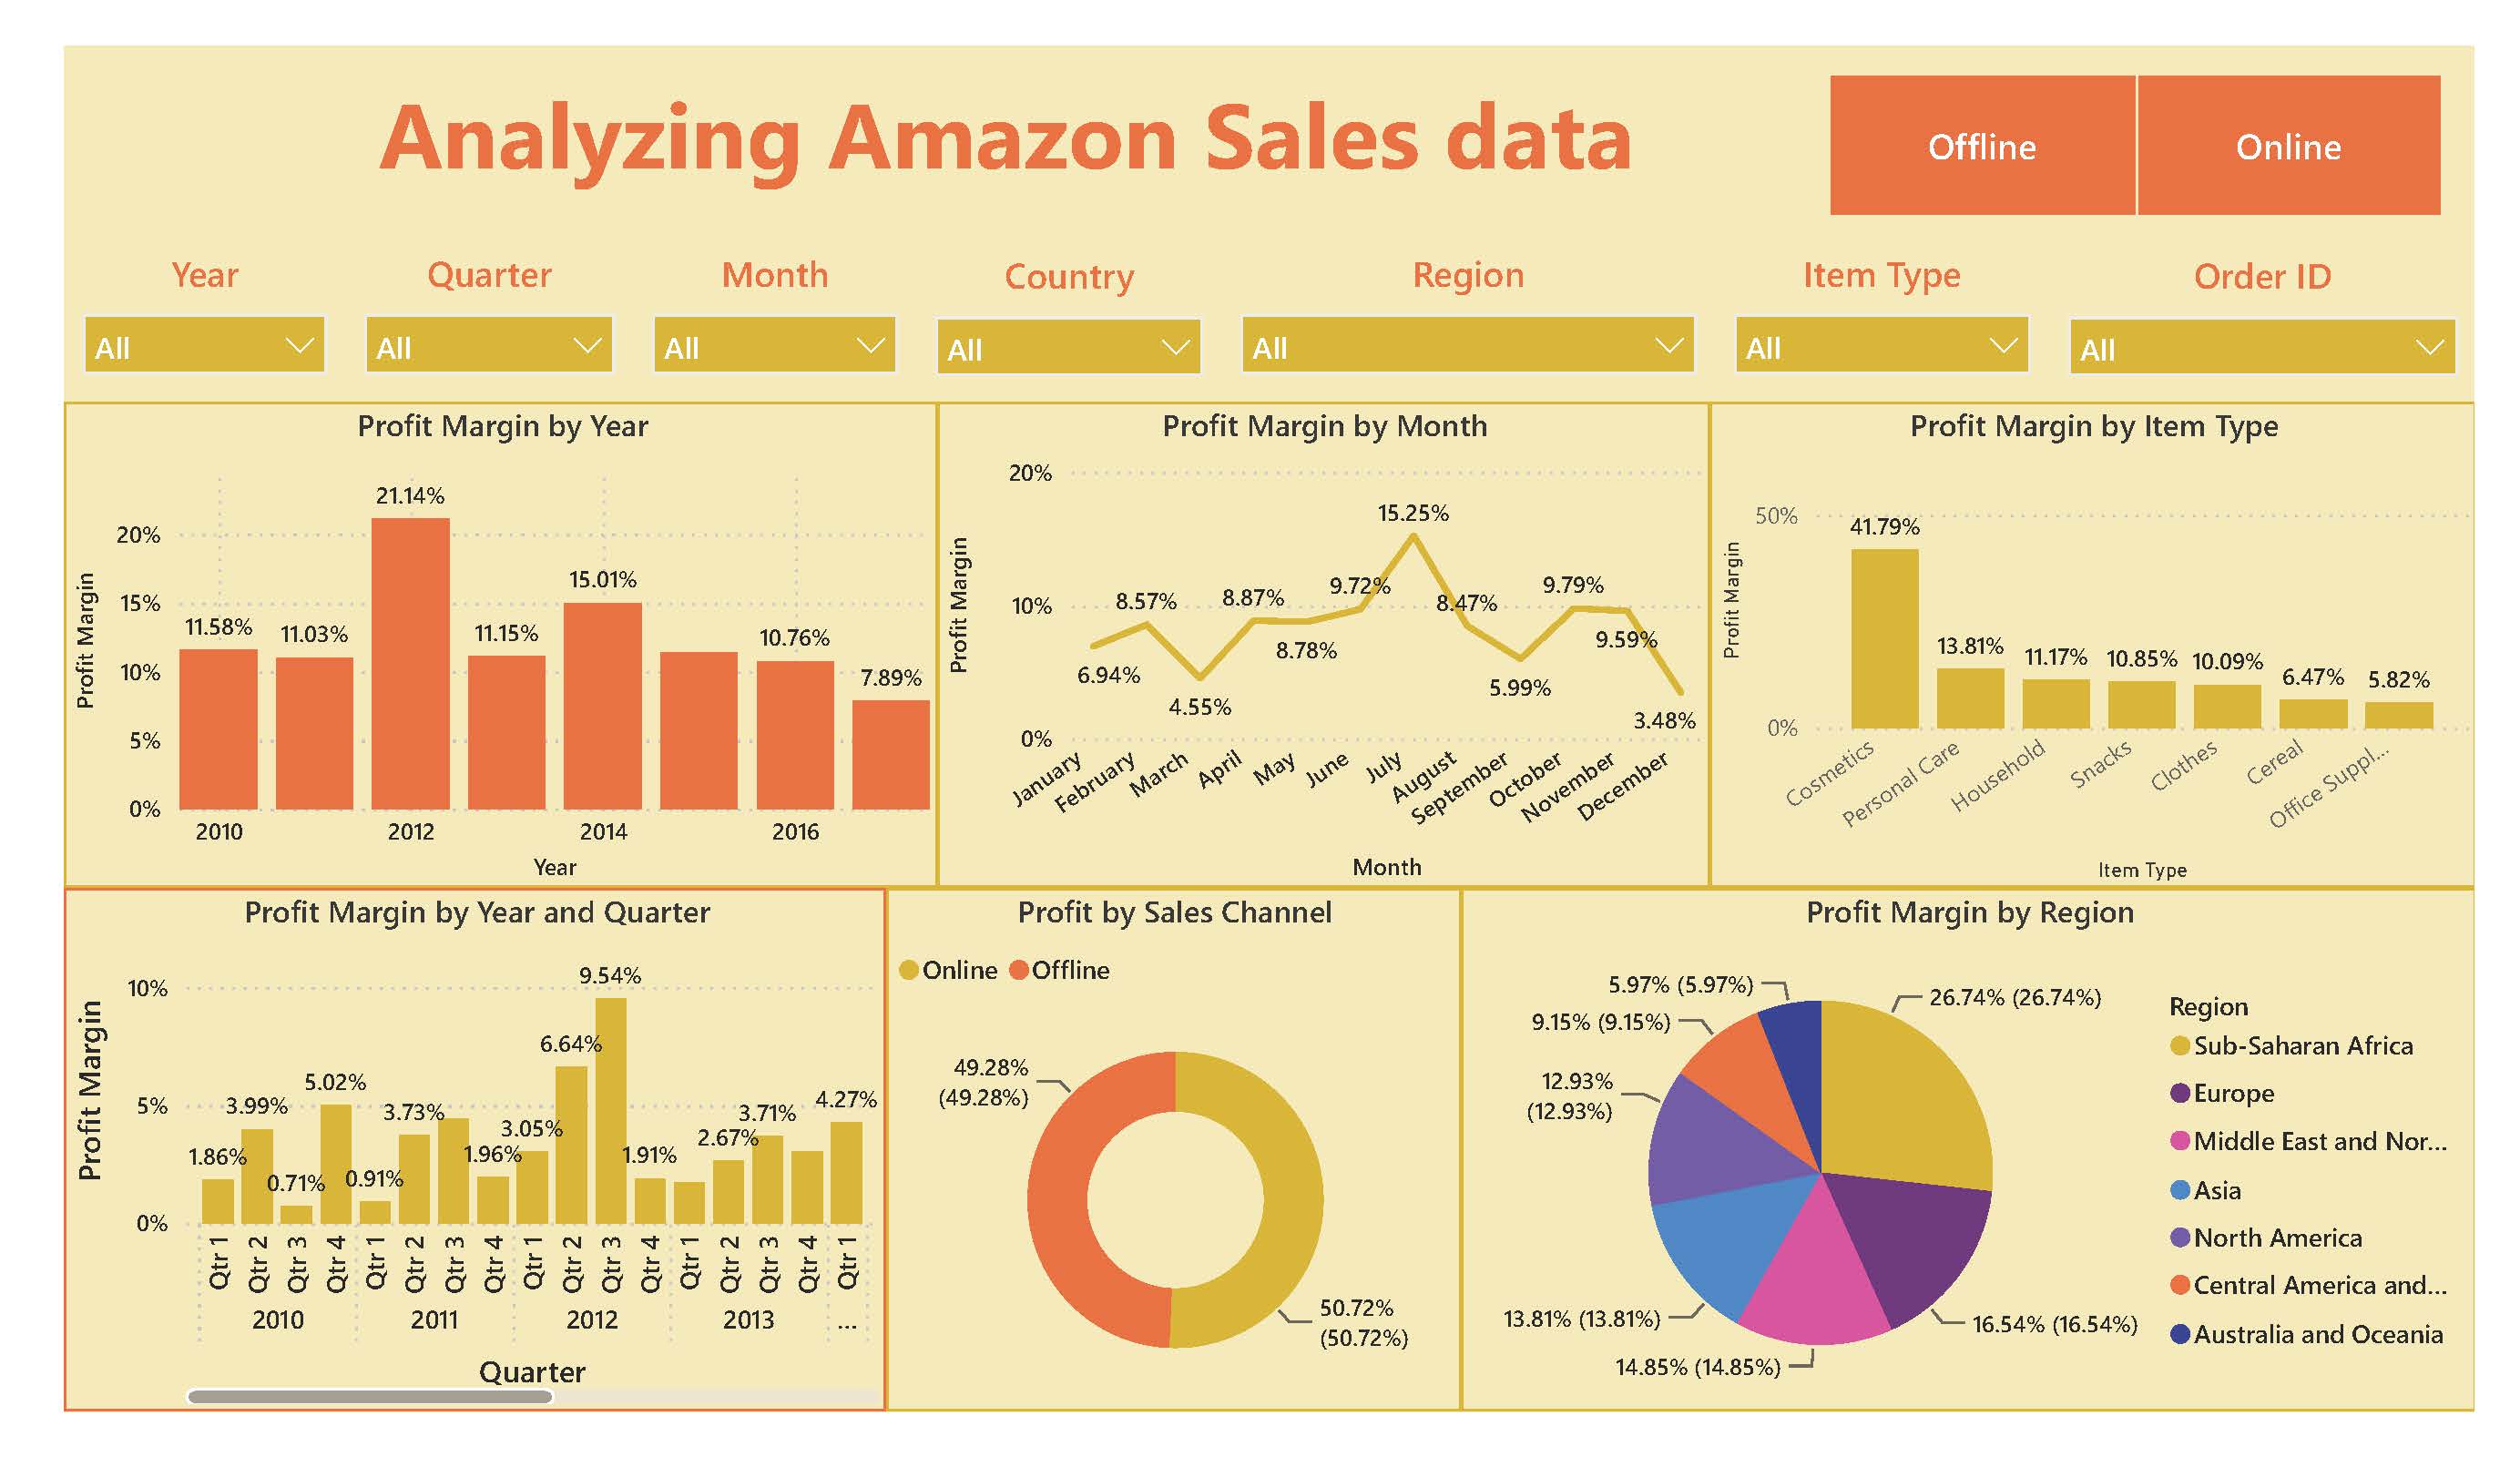 Analyzing Amazon Sales data
Offline
Online
Year
Quarter
Month
Country
Region
Item Type
Order ID
All
All
All
All
All
All
All
Profit Margin by Year
Profit Margin
20%
15%
10%
5%
0%
11.58%
11.03%
21.14%
11.15%
15.01%
10.76%
7.89%
2010
2012
2014
2016
Year
Profit Margin by Month
Profit Margin
20%
10%
0%
6.94%
8.57%
4.55%
8.87%
8.78%
9.72%
15.25%
8.47%
5.99%
9.79%
9.59%
3.48%
January
February
March
April
May
June
July
August
September
October
November
December
Month
Profit Margin by Item Type
Profit Margin
50%
0%
41.79%
13.81%
11.17%
10.85%
10.09%
6.47%
5.82%
Cosmetics
Personal Care
Household
Snacks
Clothes
Cereal
Office Suppl...
Item Type
Profit Margin by Year and Quarter
Profit Margin
10%
5%
0%
1.86%
3.99%
0.71%
5.02%
0.91%
3.73%
1.96%
3.05%
6.64%
9.54%
1.91%
2.67%
3.71%
4.27%
Qtr 1
Qtr 2
Qtr 3
Qtr 4
Qtr 1
Qtr 2
Qtr 3
Qtr 4
Qtr 1
Qtr 2
Qtr 3
Qtr 4
Qtr 1
Qtr 2
Qtr 3
Qtr 4
Qtr 1
2010
2011
2012
2013
...
Quarter
Profit by Sales Channel
Online
Offline
49.28%
(49.28%)
50.72%
(50.72%)
Profit Margin by Region
5.97% (5.97%)
9.15% (9.15%)
12.93%
(12.93%)
13.81% (13.81%)
14.85% (14.85%)
16.54% (16.54%)
26.74% (26.74%)
Region
Sub-Saharan Africa
Europe
Middle East and Nor...
Asia
North America
Central America and...
Australia and Oceania